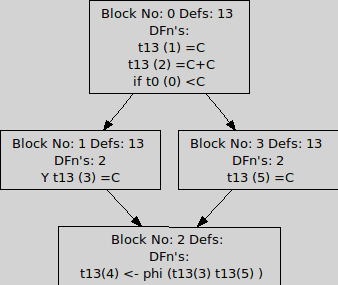 Block No: 0 Defs: 13
DFn's:
t13 (1) =C
t13 (2) =C+C
if t0 (0) <C
Block No: 1 Defs: 13
DFn's: 2
Y t13 (3) =C
Block No: 3 Defs: 13
DFn's: 2
t13 (5) =C
Block No: 2 Defs:
DFn's:
t13(4) <- phi (t13(3) t13(5) )